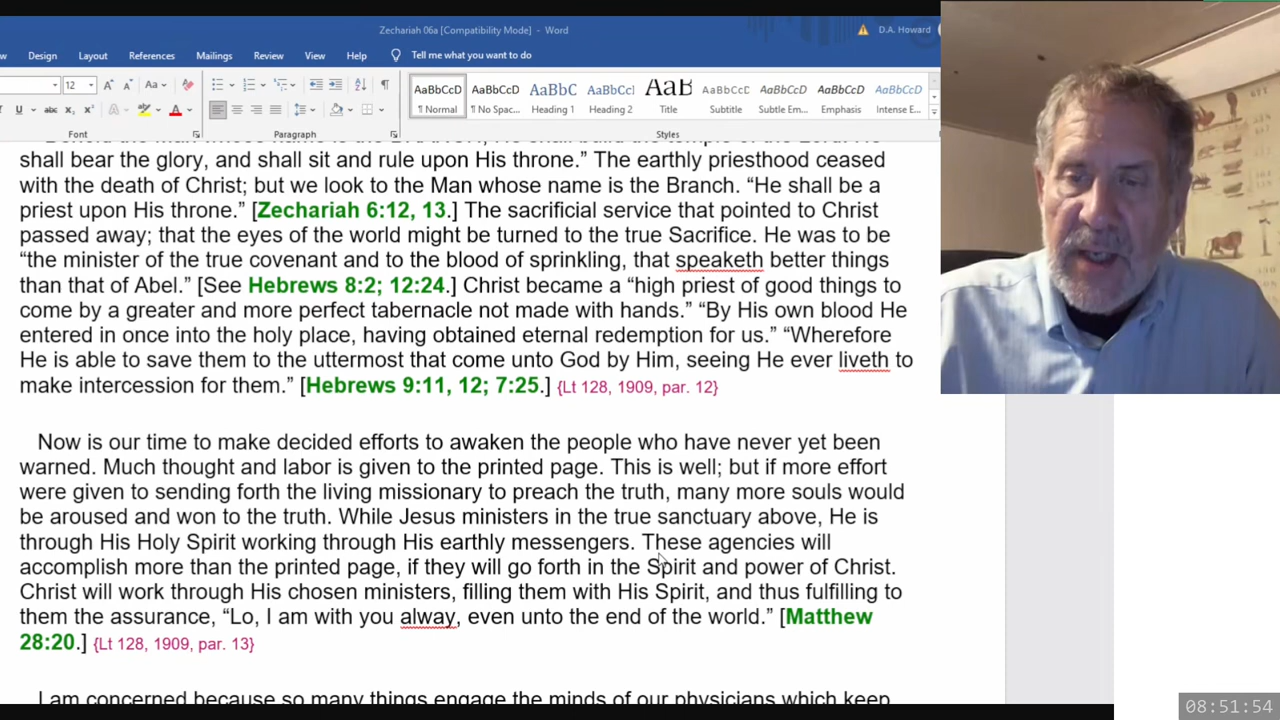 Zechariah 06a [Compatibility Mode] - Word
D.A. Howard
Design Layout References Mailings Review View Help Tell me what you want to do
12 Aa
AaBbCcD AaBbCcD AaBbC AaBbCcI AaB AaBbCcC AaBbCcD AaBbCcD AaBbCcD
¶ Normal ¶ No Spac... Heading 1 Heading 2 Title Subtitle Subtle Em... Emphasis Intense E...
Font Paragraph Styles
shall bear the glory, and shall sit and rule upon His throne.” The earthly priesthood ceased
with the death of Christ; but we look to the Man whose name is the Branch. “He shall be a
priest upon His throne.” [Zechariah 6:12, 13.] The sacrificial service that pointed to Christ
passed away; that the eyes of the world might be turned to the true Sacrifice. He was to be
“the minister of the true covenant and to the blood of sprinkling, that speaketh better things
than that of Abel.” [See Hebrews 8:2; 12:24.] Christ became a “high priest of good things to
come by a greater and more perfect tabernacle not made with hands.” “By His own blood He
entered in once into the holy place, having obtained eternal redemption for us.” “Wherefore
He is able to save them to the uttermost that come unto God by Him, seeing He ever liveth to
make intercession for them.” [Hebrews 9:11, 12; 7:25.] {Lt 128, 1909, par. 12}
Now is our time to make decided efforts to awaken the people who have never yet been
warned. Much thought and labor is given to the printed page. This is well; but if more effort
were given to sending forth the living missionary to preach the truth, many more souls would
be aroused and won to the truth. While Jesus ministers in the true sanctuary above, He is
through His Holy Spirit working through His earthly messengers. These agencies will
accomplish more than the printed page, if they will go forth in the Spirit and power of Christ.
Christ will work through His chosen ministers, filling them with His Spirit, and thus fulfilling to
them the assurance, “Lo, I am with you alway, even unto the end of the world.” [Matthew
28:20.] {Lt 128, 1909, par. 13}
I am concerned because so many things engage the minds of our physicians which keep
08:51:54